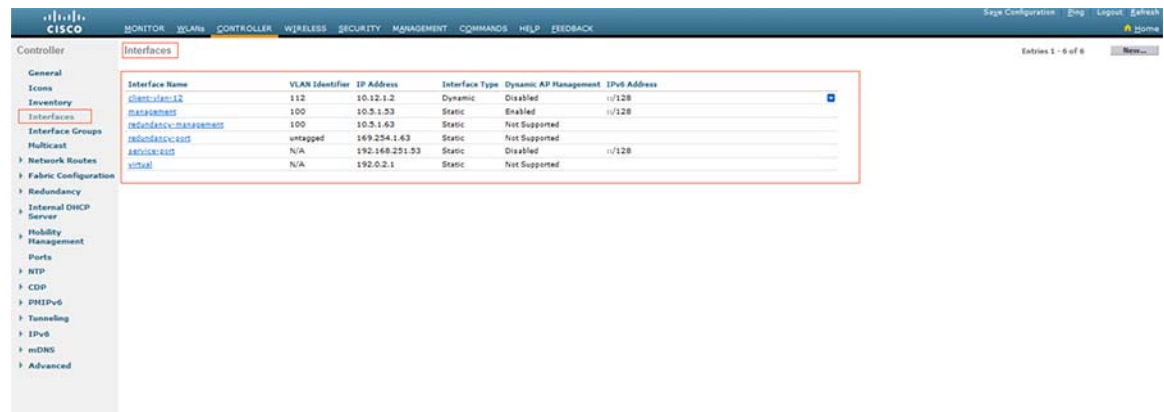 Save Configuration Ping Logout Refresh
CISCO MONITOR WLANs CONTROLLER WIRELESS SECURITY MANAGEMENT COMMANDS HELP FEEDBACK Home
Controller
General
Icons
Inventory
Interfaces
Interface Groups
Multicast
Network Routes
Fabric Configuration
Redundancy
Internal DHCP
Server
Mobility
Management
Ports
NTP
CDP
PMIPv6
Tunneling
IPv6
mDNS
Advanced
Interfaces Entries 1 - 6 of 6 New...
Interface Name VLAN Identifier IP Address Interface Type Dynamic AP Management IPv6 Address
client-vlan-12 112 10.12.1.2 Dynamic Disabled ::/128
management 100 10.5.1.53 Static Enabled ::/128
redundancy-management 100 10.5.1.63 Static Not Supported
redundancy-port untagged 169.254.1.63 Static Not Supported
service-port N/A 192.168.251.53 Static Disabled ::/128
virtual N/A 192.0.2.1 Static Not Supported